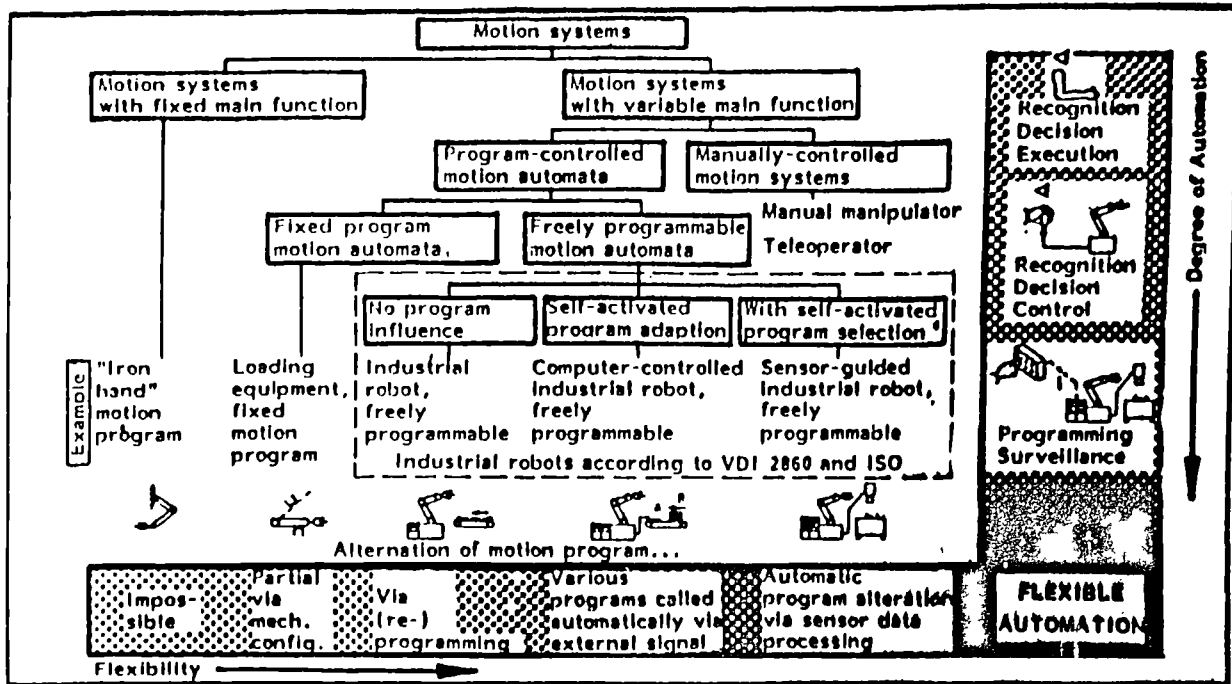 Motion systems
Motion systems
with fixed main function
Motion systems
with variable main function
Program-controlled
motion automata
Manually-controlled
motion systems
Manual manipulator
Teleoperator
Fixed program
motion automata.
Freely programmable
motion automata
No program
influence
Self-activated
program adaption
With self-activated
program selection
Example
"Iron
hand"
motion
program
Loading
equipment,
fixed
motion
program
Industrial
robot,
freely
programmable
Computer-controlled
industrial robot,
freely
programmable
Sensor-guided
industrial robot,
freely
programmable
Industrial robots according to VDI 2860 and ISO
Alternation of motion program...
Impos-
sible
Partial
via
mech.
config.
Via
(re-)
programming
Various
programs called
automatically via
external signal
Automatic
program alteration
via sensor data
processing
Flexibility
Recognition
Decision
Execution
Recognition
Decision
Control
Programming
Surveillance
FLEXIBLE
AUTOMATION
Degree of Automation